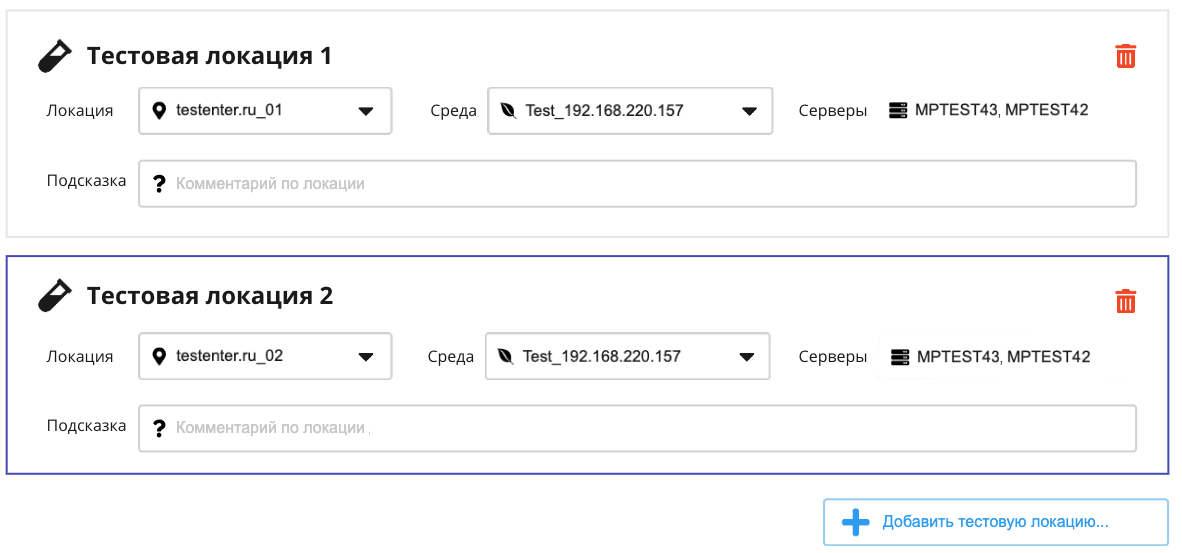 Тестовая локация 1
Локация testenter.ru_01 Среда Test_192.168.220.157 Серверы MPTEST43, MPTEST42
Подсказка ? Комментарий по локации
Тестовая локация 2
Локация testenter.ru_02 Среда Test_192.168.220.157 Серверы MPTEST43, MPTEST42
Подсказка ? Комментарий по локации ,
Добавить тестовую локацию...